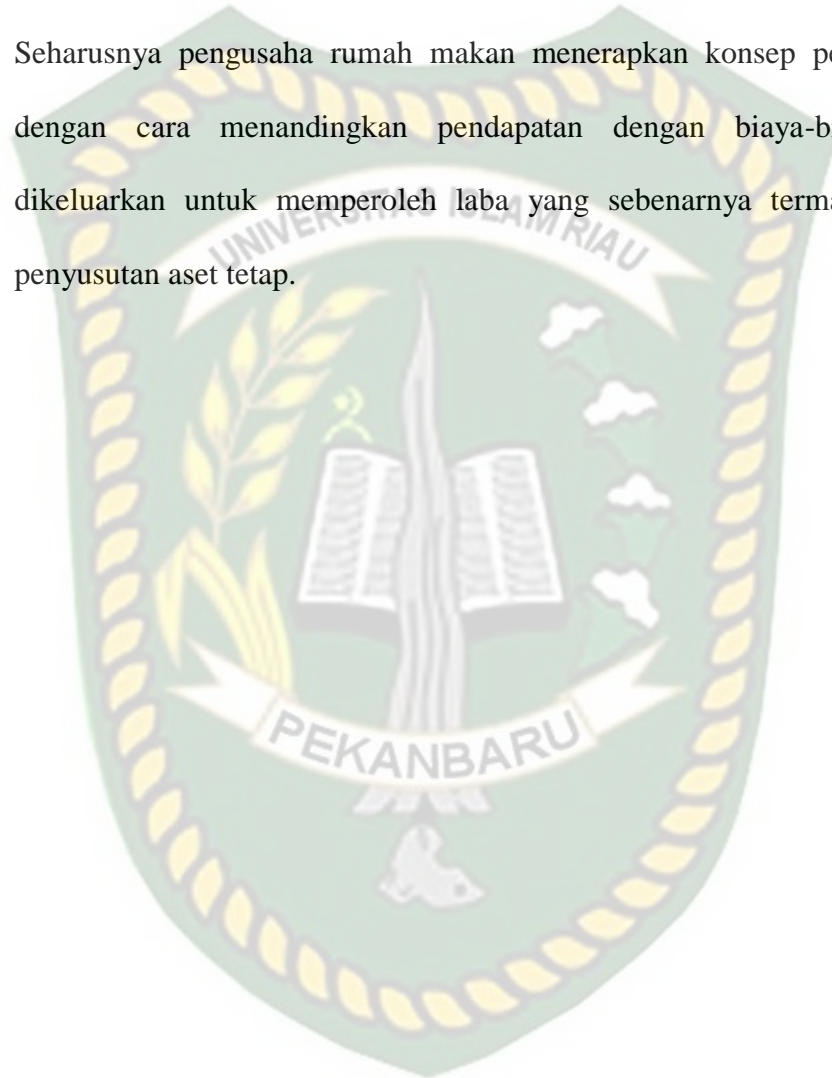 Seharusnya pengusaha rumah makan menerapkan konsep
dengan cara menandingkan pendapatan dengan
dikeluarkan untuk memperoleh laba yang sebenarnya
penyusutan aset tetap.
UNIVERSITAS ISLAM RIAU
PEKANBARU